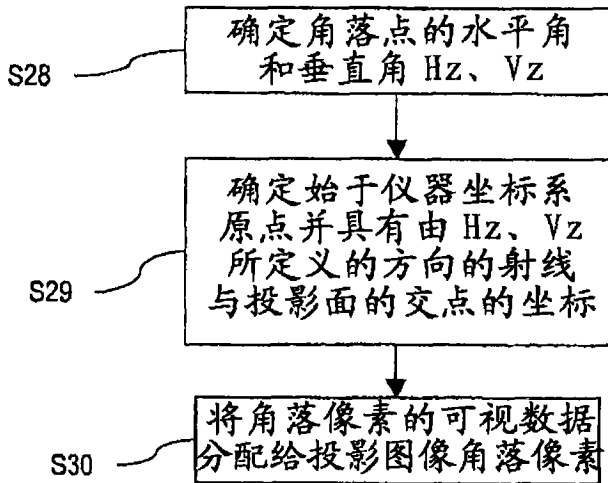 确定角落点的水平角
和垂直角 Hz、Vz
S28
确定始于仪器坐标系
原点并具有由 Hz、Vz
所定义的方向的射线
与投影面的交点的坐标
S29
将角落像素的可视数据
分配给投影图像角落像素
S30